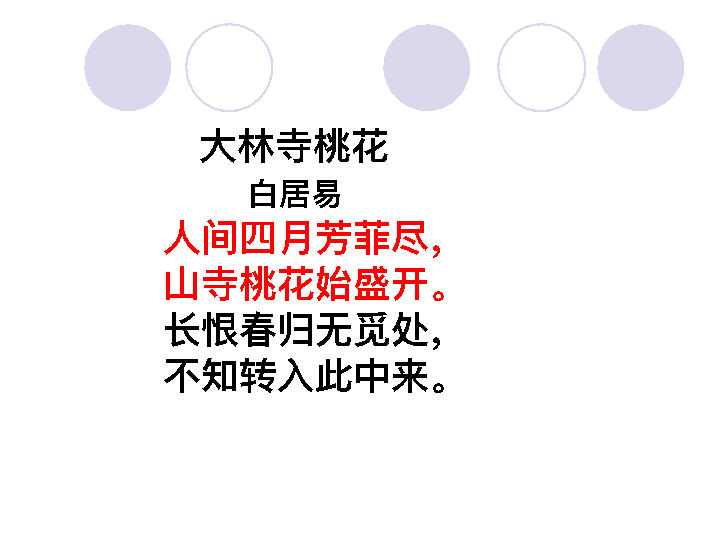 大林寺桃花
白居易
人间四月芳菲尽，
山寺桃花始盛开。
长恨春归无觅处，
不知转入此中来。